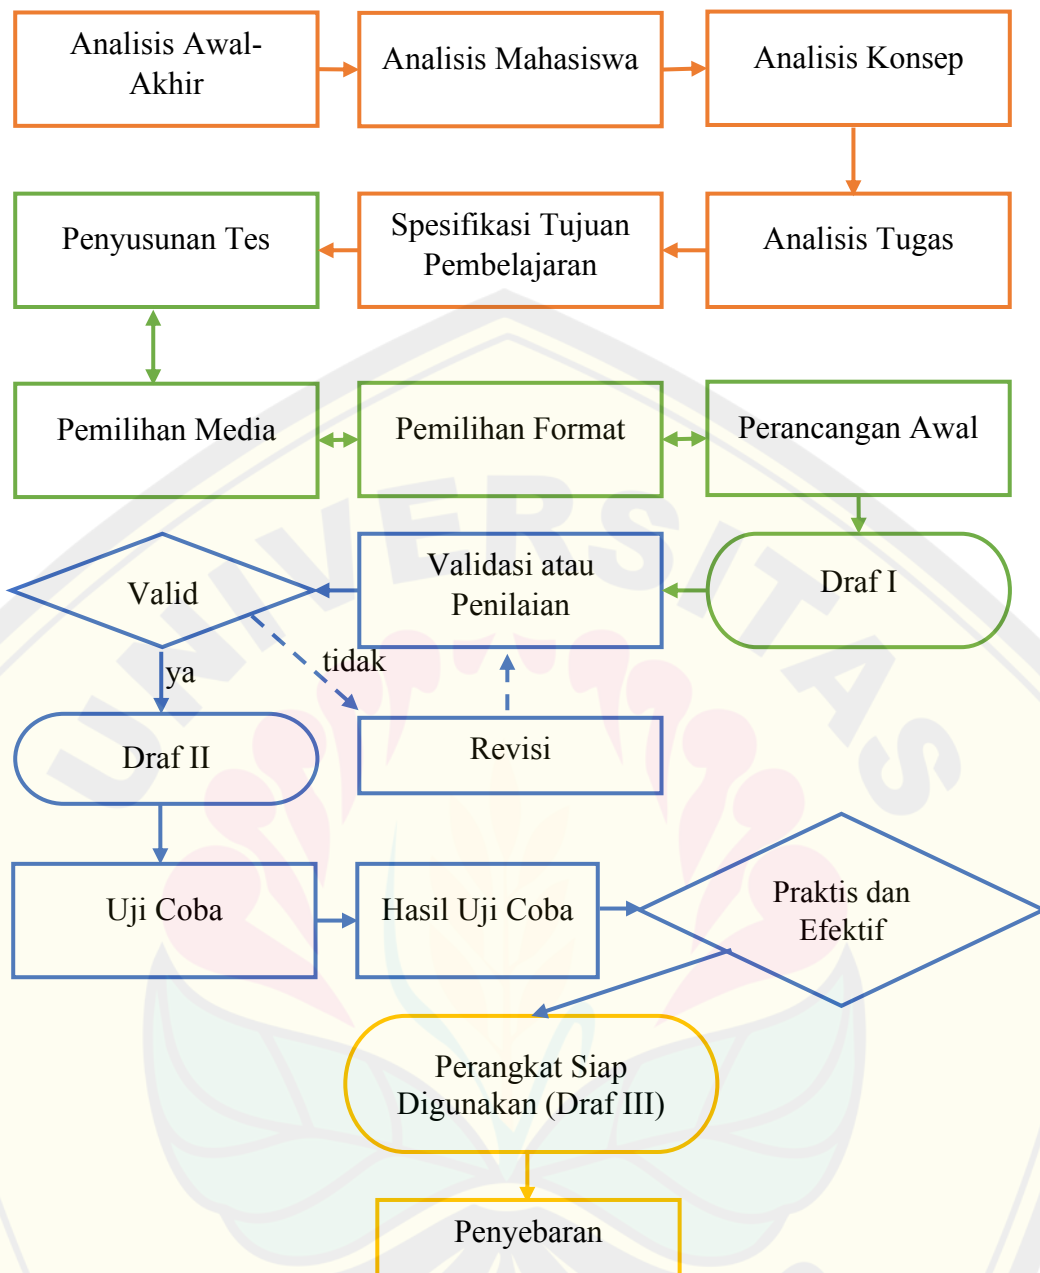 Analisis Awal-
Akhir
Analisis Mahasiswa
Analisis Konsep
Penyusunan Tes
Spesifikasi Tujuan
Pembelajaran
Analisis Tugas
Pemilihan Media
Pemilihan Format
Perancangan Awal
Valid
Validasi atau
Penilaian
Draf I
ya
tidak
Draf II
Revisi
Uji Coba
Hasil Uji Coba
Praktis dan
Efektif
Perangkat Siap
Digunakan (Draf III)
Penyebaran
UNIVERSITAS